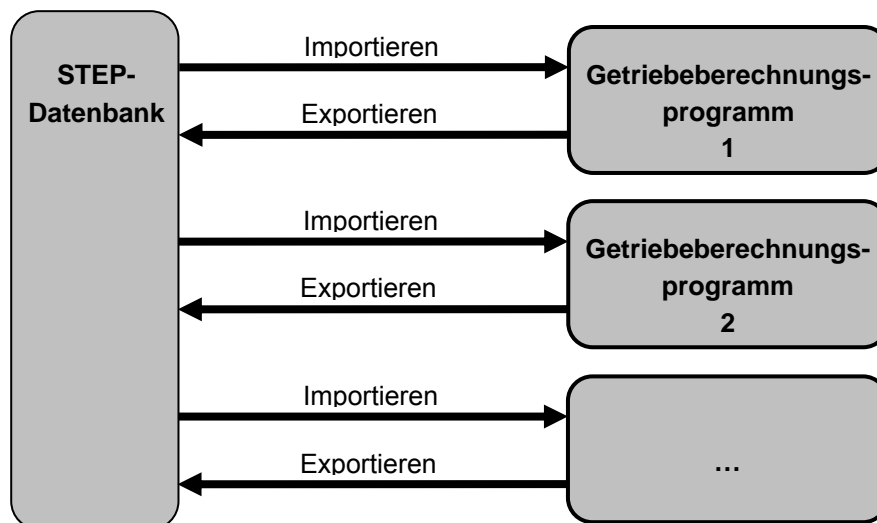 STEP-
Datenbank
Importieren
Exportieren
Getriebeberechnungs-
programm
1
Importieren
Exportieren
Getriebeberechnungs-
programm
2
Importieren
Exportieren
...